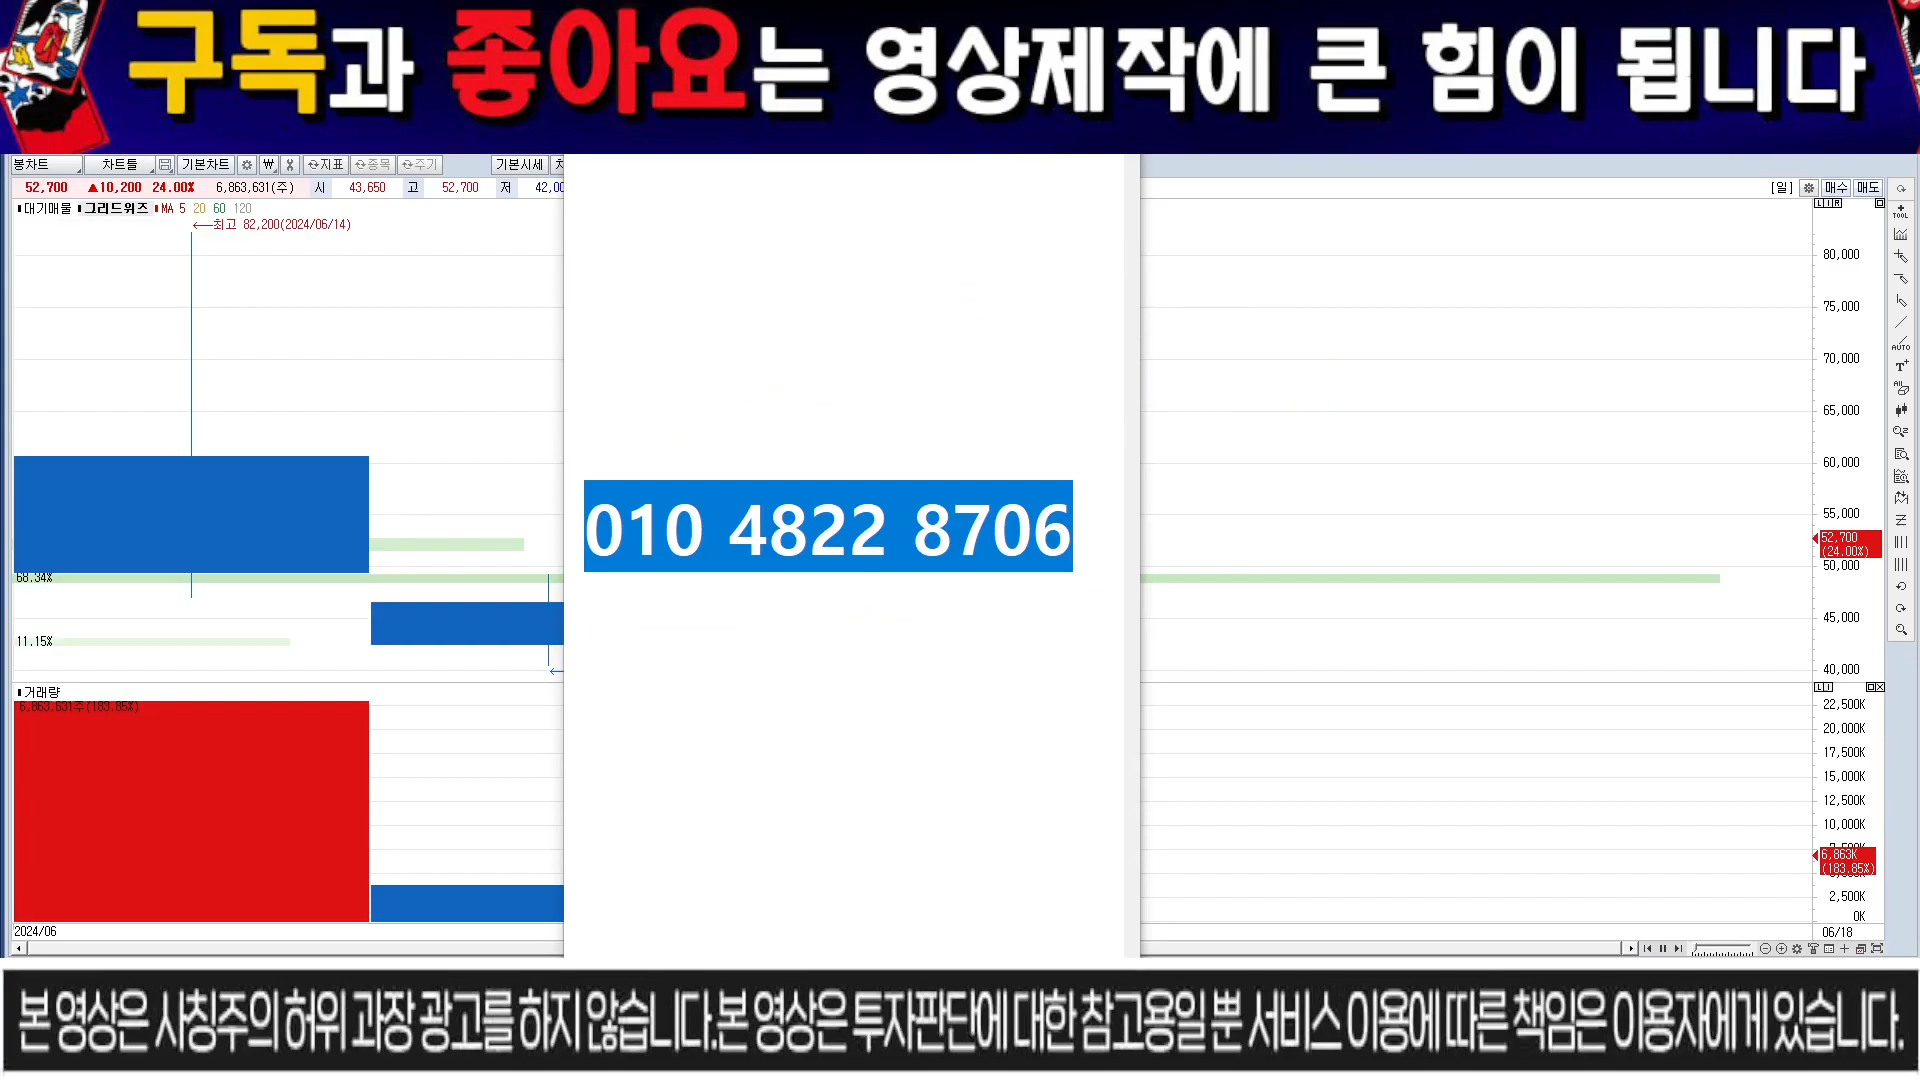 구독과 좋아요는 영상제작에 큰 힘이 됩니다
봉차트 차트틀 기본차트 ₩ 지표 종목 주기 기본시세
52,700 ▲10,200 24.00% 6,863,631(주) 시 43,650 고 52,700 저 42,00 [일] 매수 매도
대기매물 그리드위즈 MA 5 20 60 120
←최고 82,200(2024/06/14)
TOOL
80,000
75,000
70,000
AUTO
65,000
All
60,000
55,000
010 4822 8706
52,700
(24.00%)
50,000
68.34%
45,000
11.15%
40,000
거래량
6,863,631주(183.85%)
22,500K
20,000K
17,500K
15,000K
12,500K
10,000K
6,863K
(183.85%)
2,500K
0K
2024/06 06/18
본 영상은 사칭주의 허위 과장 광고를 하지 않습니다.본 영상은 투자판단에 대한 참고용일 뿐 서비스 이용에 따른 책임은 이용자에게 있습니다.